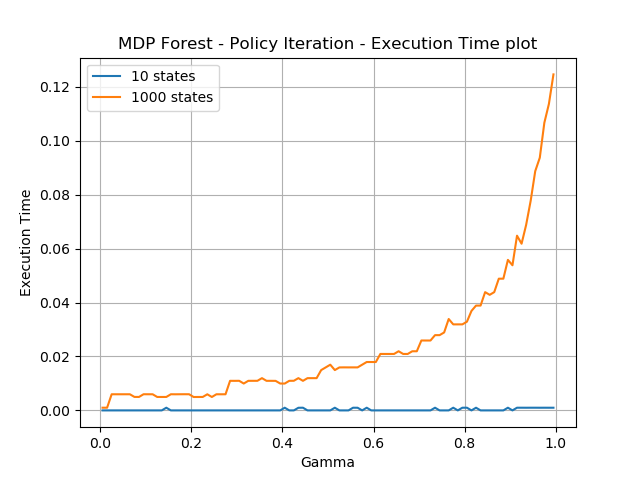 MDP Forest - Policy Iteration - Execution Time plot
10 states
1000 states
0.12
0.10
0.08
0.06
0.04
0.02
0.00
Execution Time
0.0 0.2 0.4 0.6 0.8 1.0
Gamma